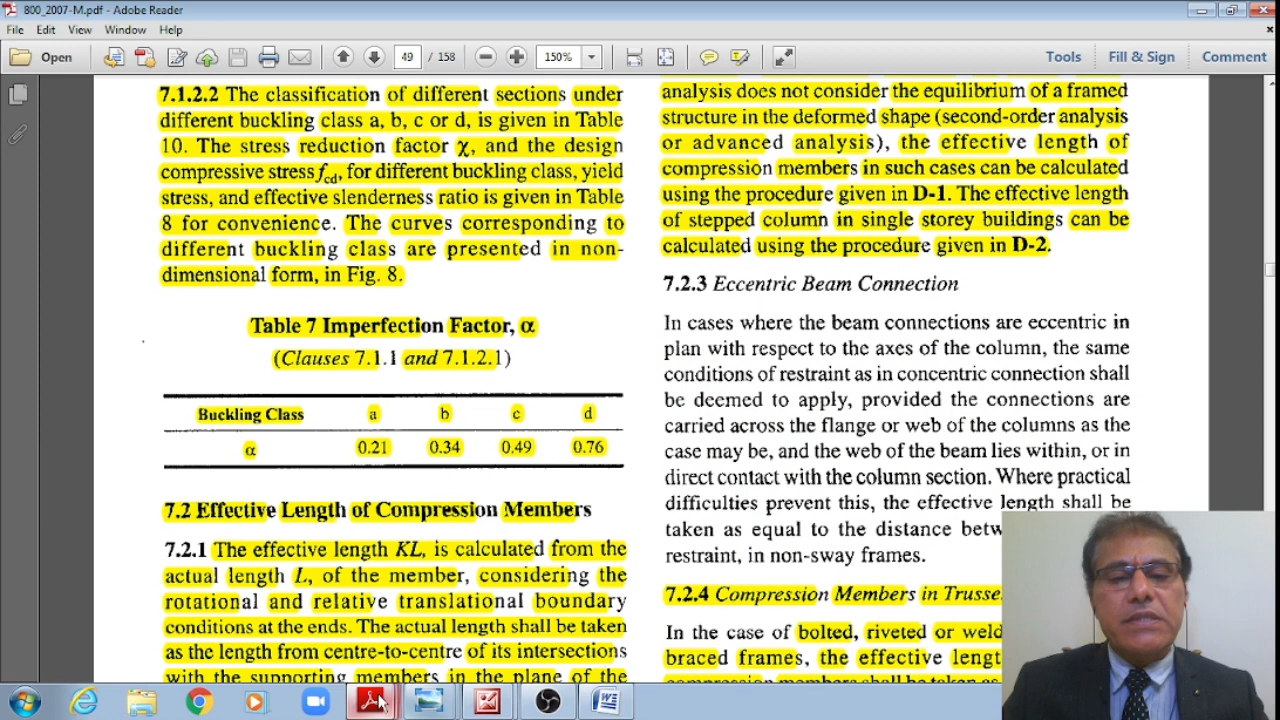 800_2007-M.pdf - Adobe Reader
File Edit View Window Help
Open 49 / 158 150% Tools Fill & Sign Comment
7.1.2.2 The classification of different sections under
different buckling class a, b, c or d, is given in Table
10. The stress reduction factor χ, and the design
compressive stress fcd, for different buckling class, yield
stress, and effective slenderness ratio is given in Table
8 for convenience. The curves corresponding to
different buckling class are presented in non-
dimensional form, in Fig. 8.
Table 7 Imperfection Factor, α
(Clauses 7.1.1 and 7.1.2.1)
Buckling Class a b c d
α 0.21 0.34 0.49 0.76
7.2 Effective Length of Compression Members
7.2.1 The effective length KL, is calculated from the
actual length L, of the member, considering the
rotational and relative translational boundary
conditions at the ends. The actual length shall be taken
as the length from centre-to-centre of its intersections
with the supporting members in the plane of the
analysis does not consider the equilibrium of a framed
structure in the deformed shape (second-order analysis
or advanced analysis), the effective length of
compression members in such cases can be calculated
using the procedure given in D-1. The effective length
of stepped column in single storey buildings can be
calculated using the procedure given in D-2.
7.2.3 Eccentric Beam Connection
In cases where the beam connections are eccentric in
plan with respect to the axes of the column, the same
conditions of restraint as in concentric connection shall
be deemed to apply, provided the connections are
carried across the flange or web of the columns as the
case may be, and the web of the beam lies within, or in
direct contact with the column section. Where practical
difficulties prevent this, the effective length shall be
taken as equal to the distance
restraint, in non-sway frames.
7.2.4 Compression Members in
In the case of bolted, riveted or
braced frames, the effective
compression members shall be taken as